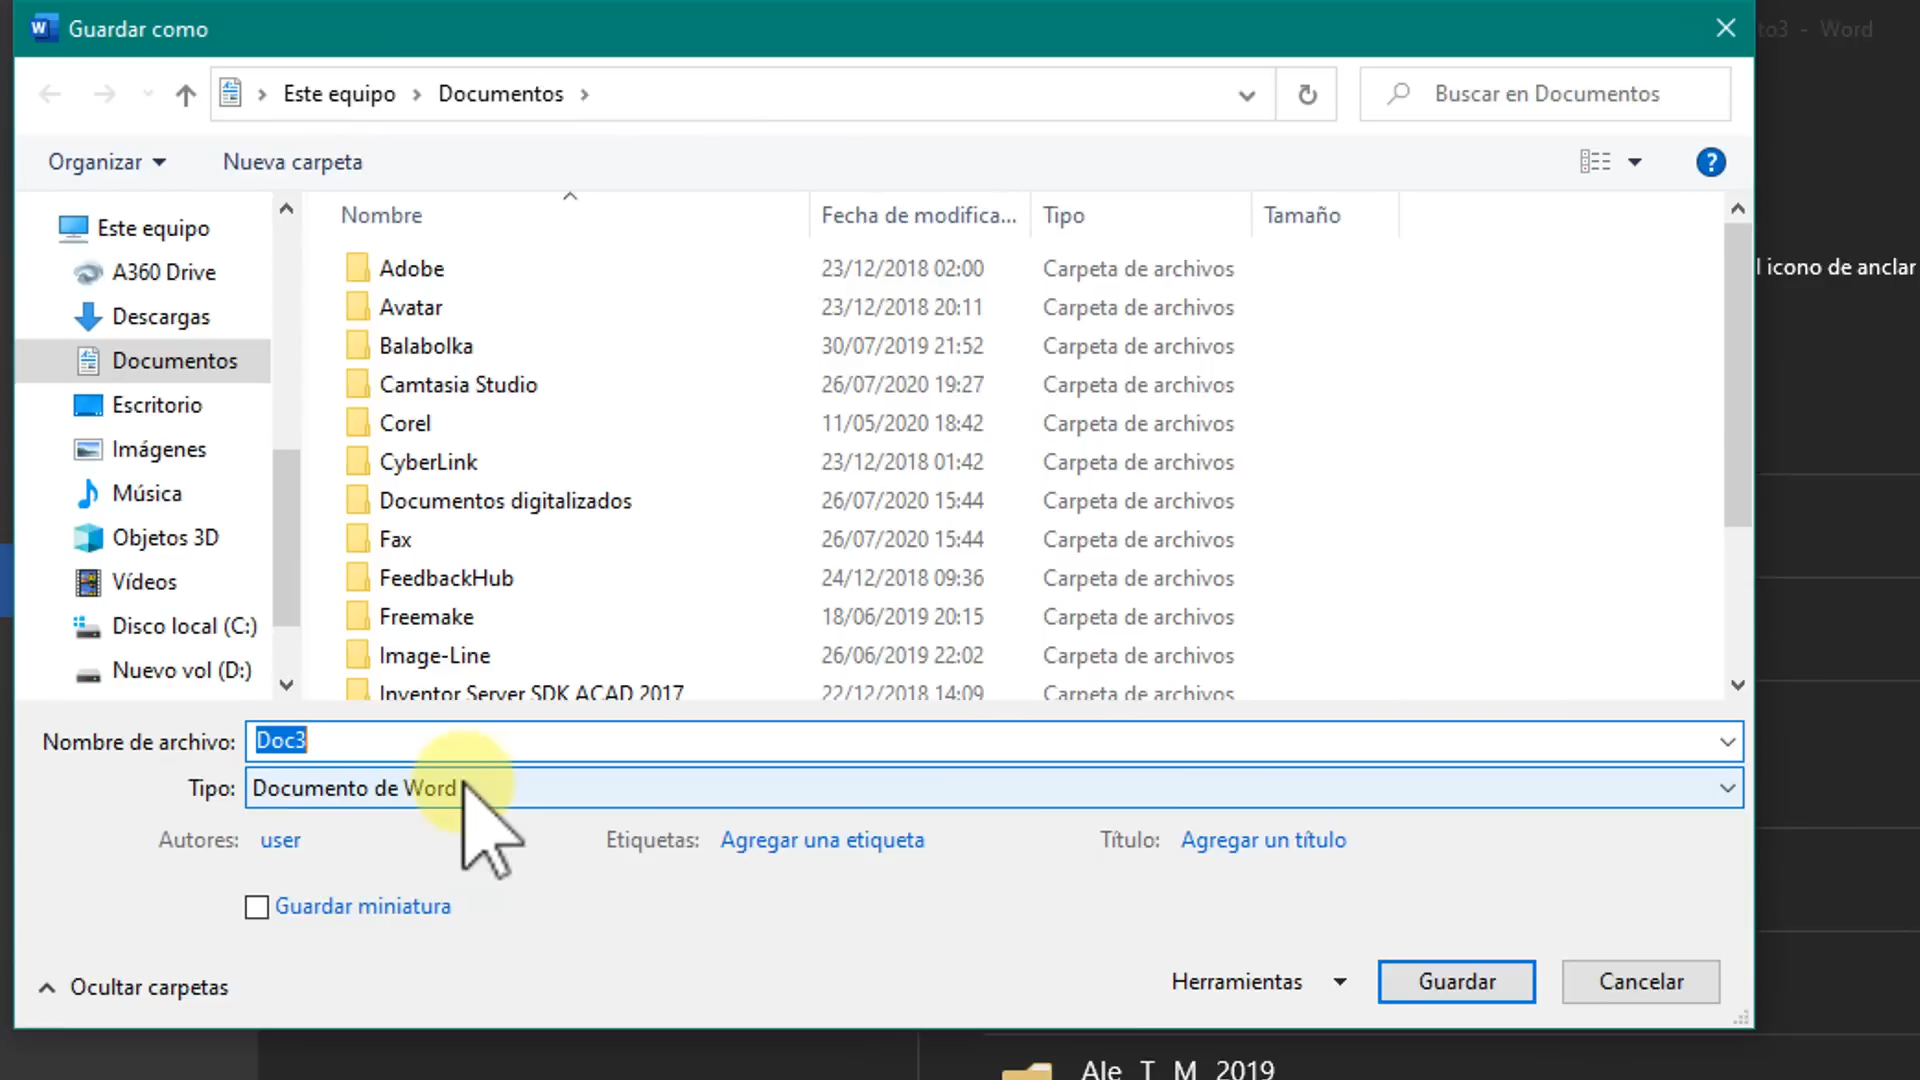 Guardar como
to3 - Word
Este equipo > Documentos >
Buscar en Documentos
Organizar
Nueva carpeta
Nombre
Fecha de modifica...
Tipo
Tamaño
Este equipo
A360 Drive
Descargas
Documentos
Escritorio
Imágenes
Música
Objetos 3D
Vídeos
Disco local (C:)
Nuevo vol (D:)
Adobe 23/12/2018 02:00 Carpeta de archivos
Avatar 23/12/2018 20:11 Carpeta de archivos
Balabolka 30/07/2019 21:52 Carpeta de archivos
Camtasia Studio 26/07/2020 19:27 Carpeta de archivos
Corel 11/05/2020 18:42 Carpeta de archivos
CyberLink 23/12/2018 01:42 Carpeta de archivos
Documentos digitalizados 26/07/2020 15:44 Carpeta de archivos
Fax 26/07/2020 15:44 Carpeta de archivos
FeedbackHub 24/12/2018 09:36 Carpeta de archivos
Freemake 18/06/2019 20:15 Carpeta de archivos
Image-Line 26/06/2019 22:02 Carpeta de archivos
Inventor Server SDK ACAD 2017 22/12/2018 14:09 Carpeta de archivos
l icono de anclar
Nombre de archivo: Doc3
Tipo: Documento de Word
Autores: user
Etiquetas: Agregar una etiqueta
Título: Agregar un título
Guardar miniatura
Ocultar carpetas
Herramientas
Guardar
Cancelar
Ale_T_M_2019